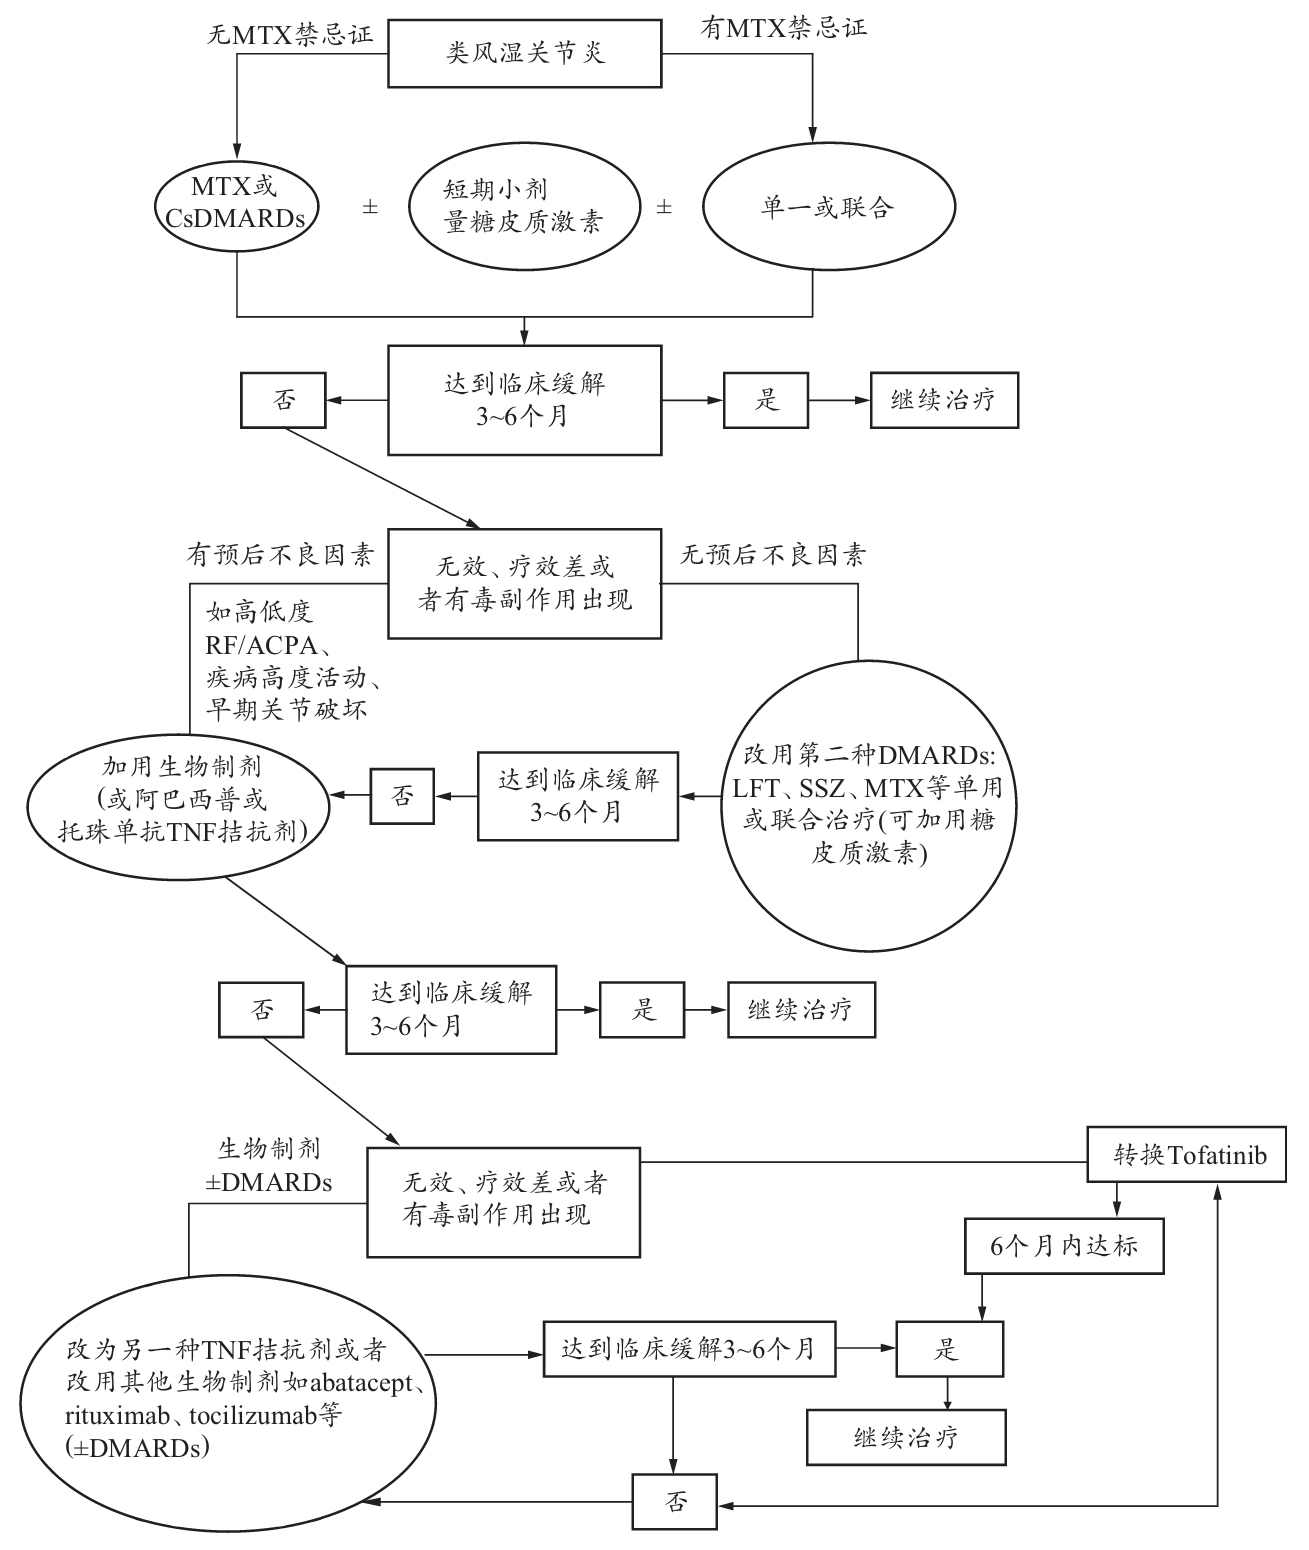 无MTX禁忌证
类风湿关节炎
有MTX禁忌证
MTX或
CsDMARDs
±
短期小剂
量糖皮质激素
±
单一或联合
否
达到临床缓解
3~6个月
是
继续治疗
有预后不良因素
无效、疗效差或
者有毒副作用出现
无预后不良因素
如高低度
RF/ACPA、
疾病高度活动、
早期关节破坏
加用生物制剂
(或阿巴西普或
托珠单抗TNF拮抗剂)
否
达到临床缓解
3~6个月
改用第二种DMARDs:
LFT、SSZ、MTX等单用
或联合治疗(可加用糖
皮质激素)
否
达到临床缓解
3~6个月
是
继续治疗
生物制剂
±DMARDs
无效、疗效差或者
有毒副作用出现
转换Tofatinib
6个月内达标
改为另一种TNF拮抗剂或者
改用其他生物制剂如abatacept、
rituximab、tocilizumab等
(±DMARDs)
达到临床缓解3~6个月
是
继续治疗
否